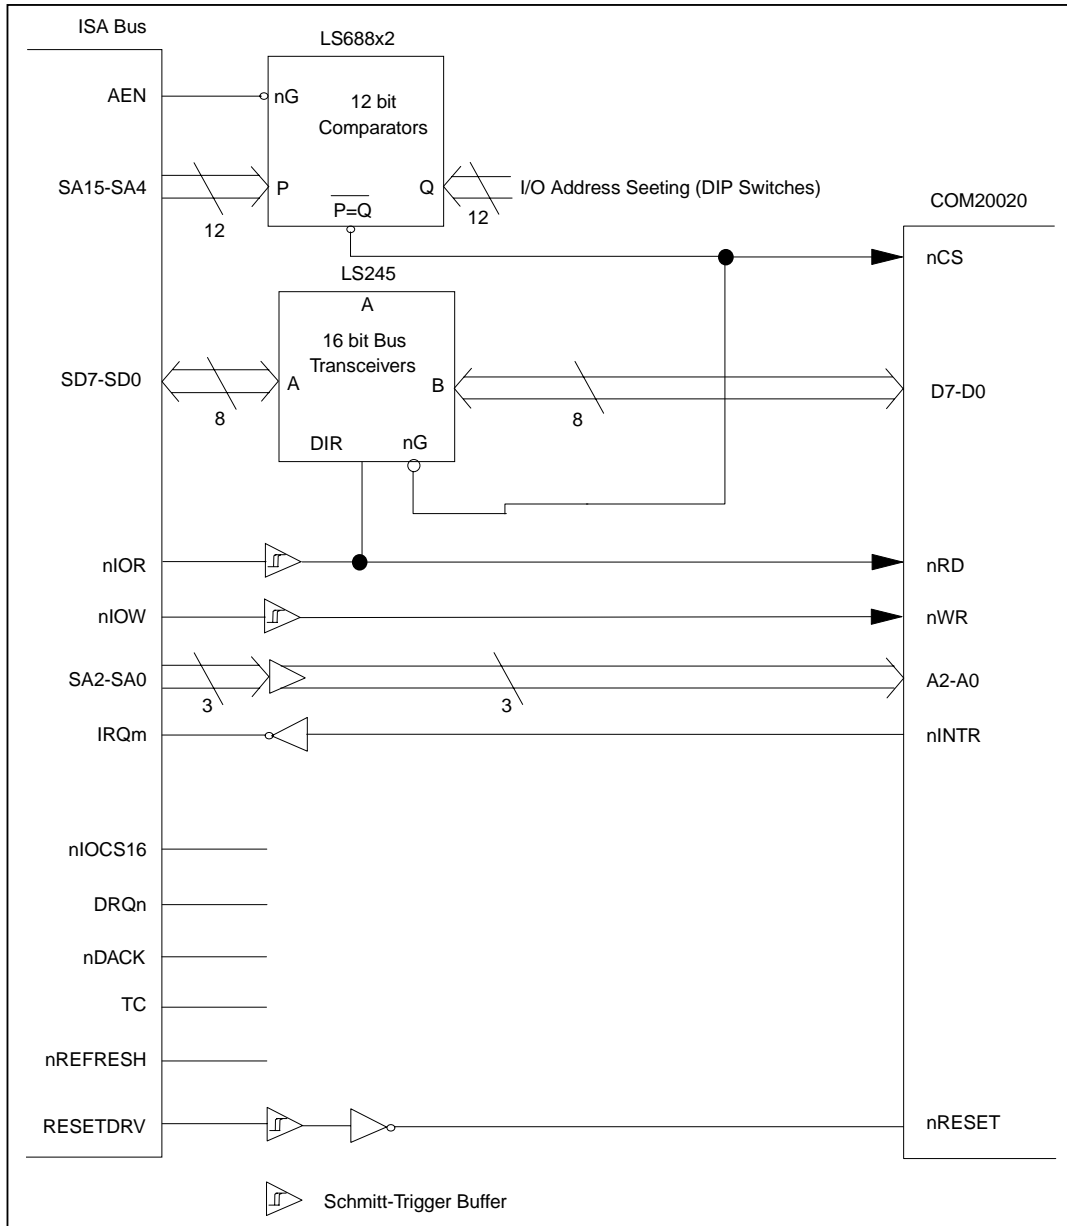 ISA Bus
LS688x2
AEN
nG
12 bit
Comparators
SA15-SA4
P
Q
I/O Address Seeting (DIP Switches)
12
P=Q
12
COM20020
nCS
LS245
A
16 bit Bus
Transceivers
SD7-SD0
A
B
D7-D0
8
8
DIR
nG
nIOR
nRD
nIOW
nWR
SA2-SA0
A2-A0
3
3
IRQm
nINTR
nIOCS16
DRQn
nDACK
TC
nREFRESH
RESETDRV
nRESET
Schmitt-Trigger Buffer